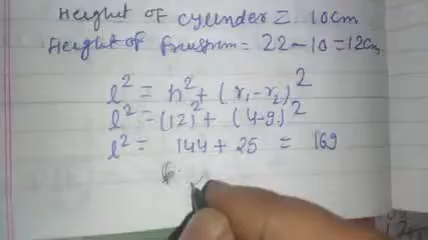 Height of cylinder = 10cm
Height of frustum = 22-10=12cm
l² = h² + (r₁-r₂)²
l² = (12)² + (4-9)²
l² = 144 + 25 = 169